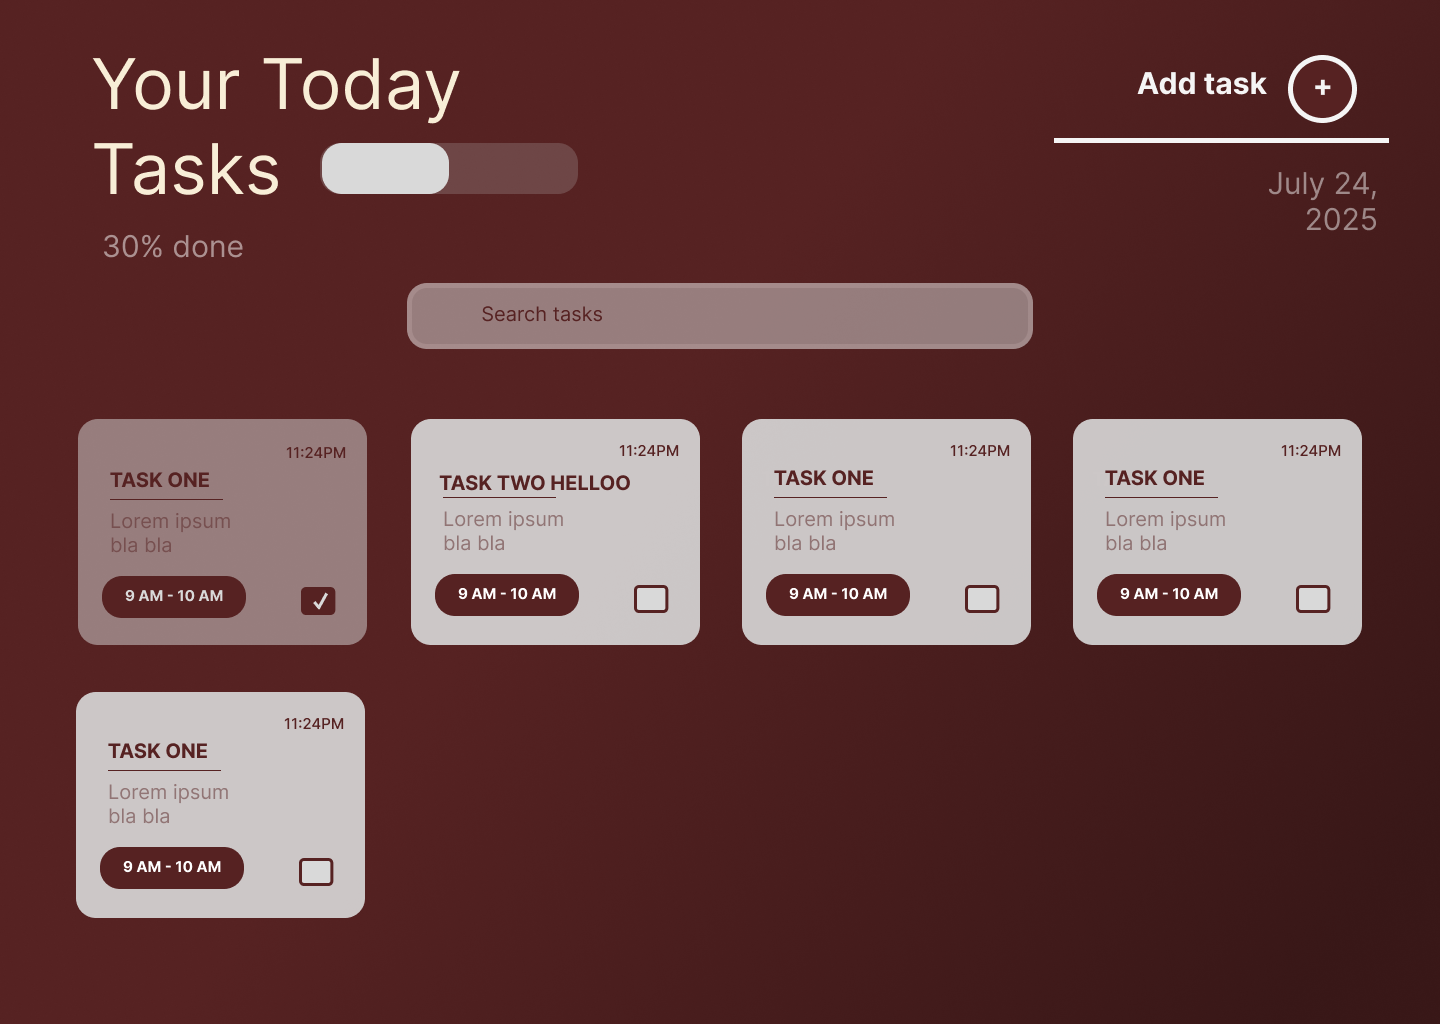 Your Today
Tasks
30% done
Add task +
July 24,
2025
Search tasks
11:24PM
TASK ONE
Lorem ipsum
bla bla
9 AM - 10 AM
11:24PM
TASK TWO HELLOO
Lorem ipsum
bla bla
9 AM - 10 AM
11:24PM
TASK ONE
Lorem ipsum
bla bla
9 AM - 10 AM
11:24PM
TASK ONE
Lorem ipsum
bla bla
9 AM - 10 AM
11:24PM
TASK ONE
Lorem ipsum
bla bla
9 AM - 10 AM